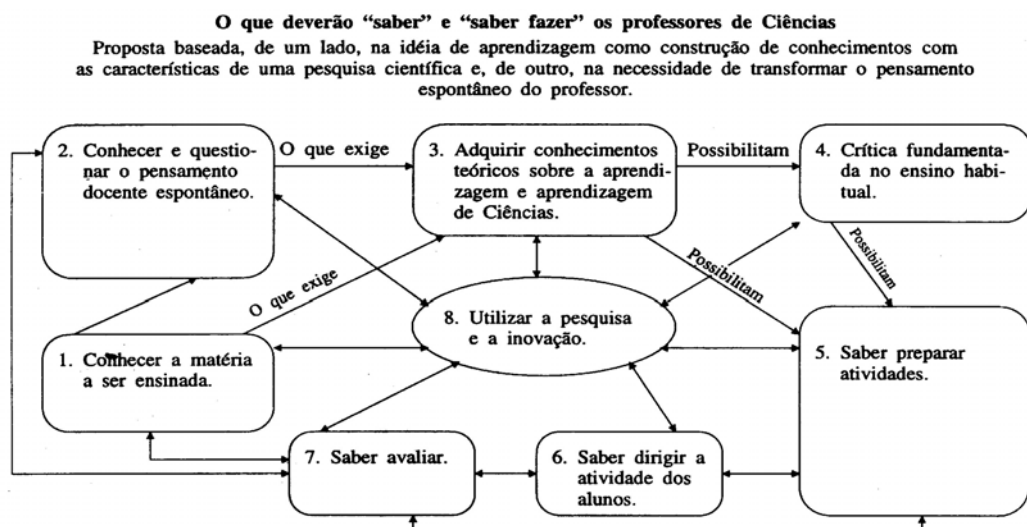 O que deverão “saber” e “saber fazer” os professores de Ciências
Proposta baseada, de um lado, na idéia de aprendizagem como construção de conhecimentos com
as características de uma pesquisa científica e, de outro, na necessidade de transformar o pensamento
espontâneo do professor.
2. Conhecer e questio-
nar o pensamento
docente espontâneo.
O que exige
3. Adquirir conhecimentos
teóricos sobre a aprendi-
zagem e aprendizagem
de Ciências.
Possibilitam
4. Crítica fundamenta-
da no ensino habi-
tual.
O que exige
Possibilitam
Possibilitam
8. Utilizar a pesquisa
e a inovação.
1. Conhecer a matéria
a ser ensinada.
5. Saber preparar
atividades.
7. Saber avaliar.
6. Saber dirigir a
atividade dos
alunos.